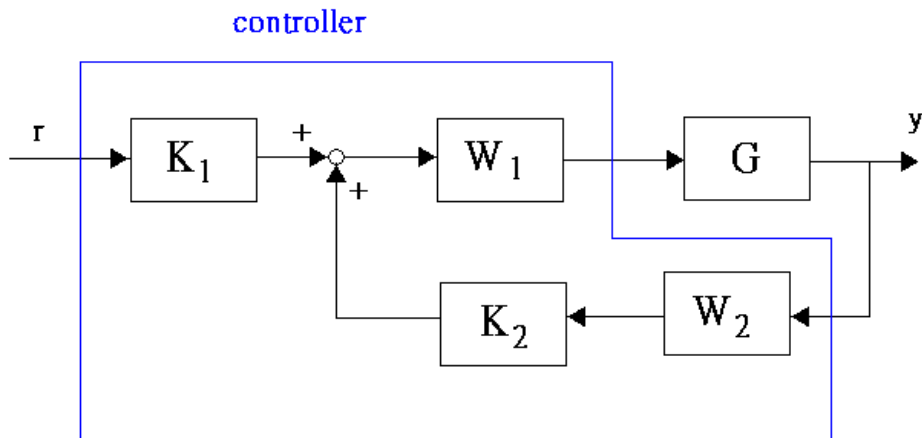 controller
r
K₁
+
+
W₁
G
y
K₂
W₂